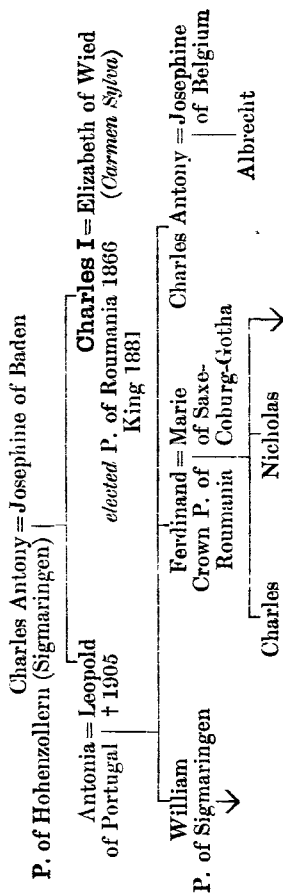 Charles Antony = Josephine of Baden
P. of Hohenzollern (Sigmaringen)
Antonia = Leopold
of Portugal † 1905
Charles I = Elizabeth of Wied
elected P. of Roumania 1866 (Carmen Sylva)
King 1881
William
P. of Sigmaringen
Ferdinand = Marie
Crown P. of of Saxe-
Roumania Coburg-Gotha
Charles Antony = Josephine
of Belgium
Charles Nicholas
Albrecht